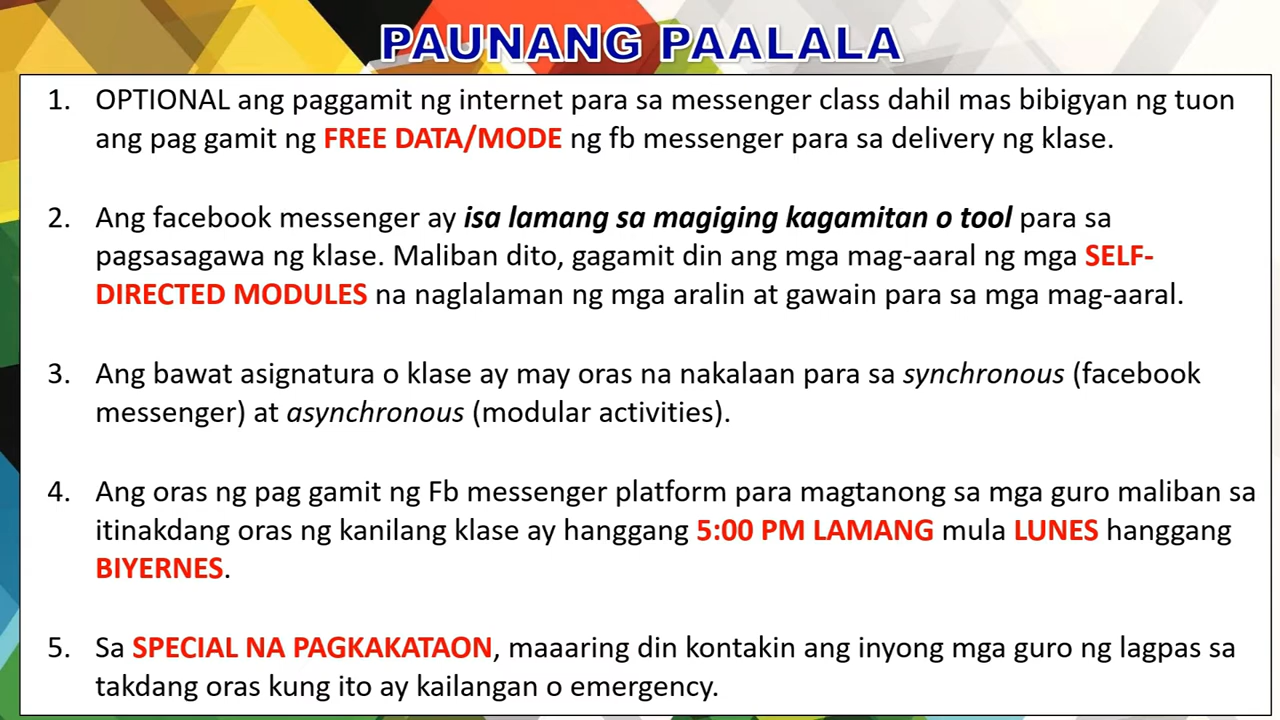 PAUNANG PAALALA
1. OPTIONAL ang paggamit ng internet para sa messenger class dahil mas bibigyan ng tuon
ang pag gamit ng FREE DATA/MODE ng fb messenger para sa delivery ng klase.
2. Ang facebook messenger ay isa lamang sa magiging kagamitan o tool para sa
pagsasagawa ng klase. Maliban dito, gagamit din ang mga mag-aaral ng mga SELF-
DIRECTED MODULES na naglalaman ng mga aralin at gawain para sa mga mag-aaral.
3. Ang bawat asignatura o klase ay may oras na nakalaan para sa synchronous (facebook
messenger) at asynchronous (modular activities).
4. Ang oras ng pag gamit ng Fb messenger platform para magtanong sa mga guro maliban sa
itinakdang oras ng kanilang klase ay hanggang 5:00 PM LAMANG mula LUNES hanggang
BIYERNES.
5. Sa SPECIAL NA PAGKAKATAON, maaaring din kontakin ang inyong mga guro ng lagpas sa
takdang oras kung ito ay kailangan o emergency.